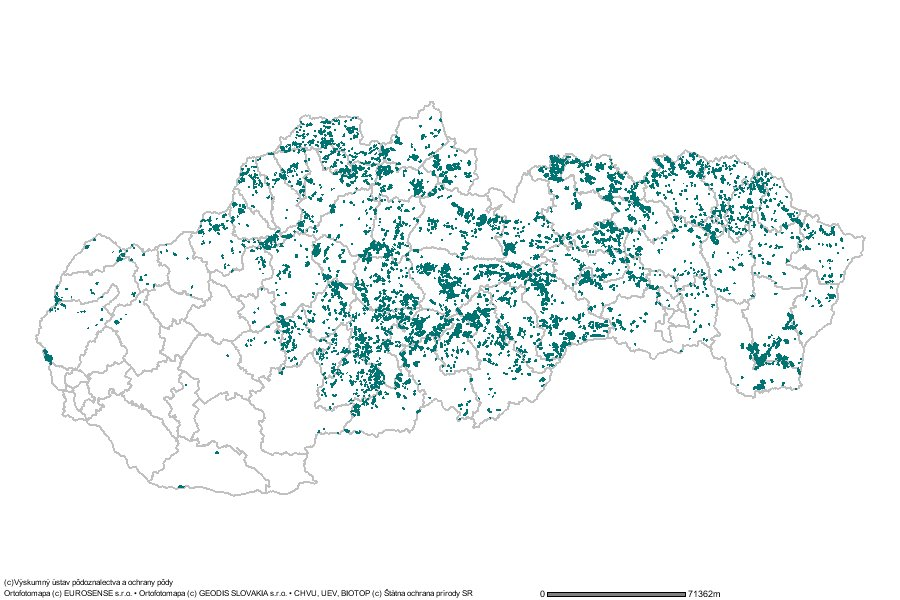 (c)Výskumný ústav pôdoznalectva a ochrany pôdy
Ortofotomapa (c) EUROSENSE s.r.o. • Ortofotomapa (c) GEODIS SLOVAKIA s.r.o. • CHVU, UEV, BIOTOP (c) Štátna ochrana prírody SR
0 71362m